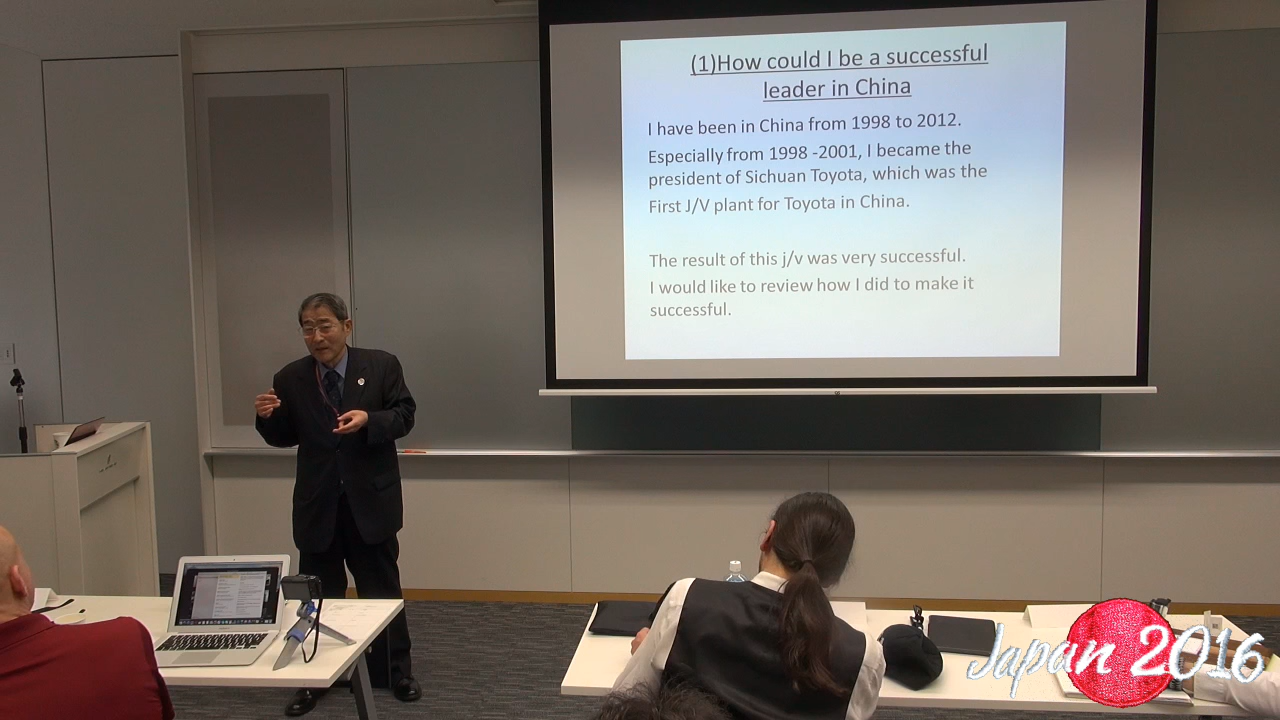 (1)How could I be a successful
leader in China
I have been in China from 1998 to 2012.
Especially from 1998 -2001, I became the
president of Sichuan Toyota, which was the
First J/V plant for Toyota in China.
The result of this j/v was very successful.
I would like to review how I did to make it
successful.
Japan 2016